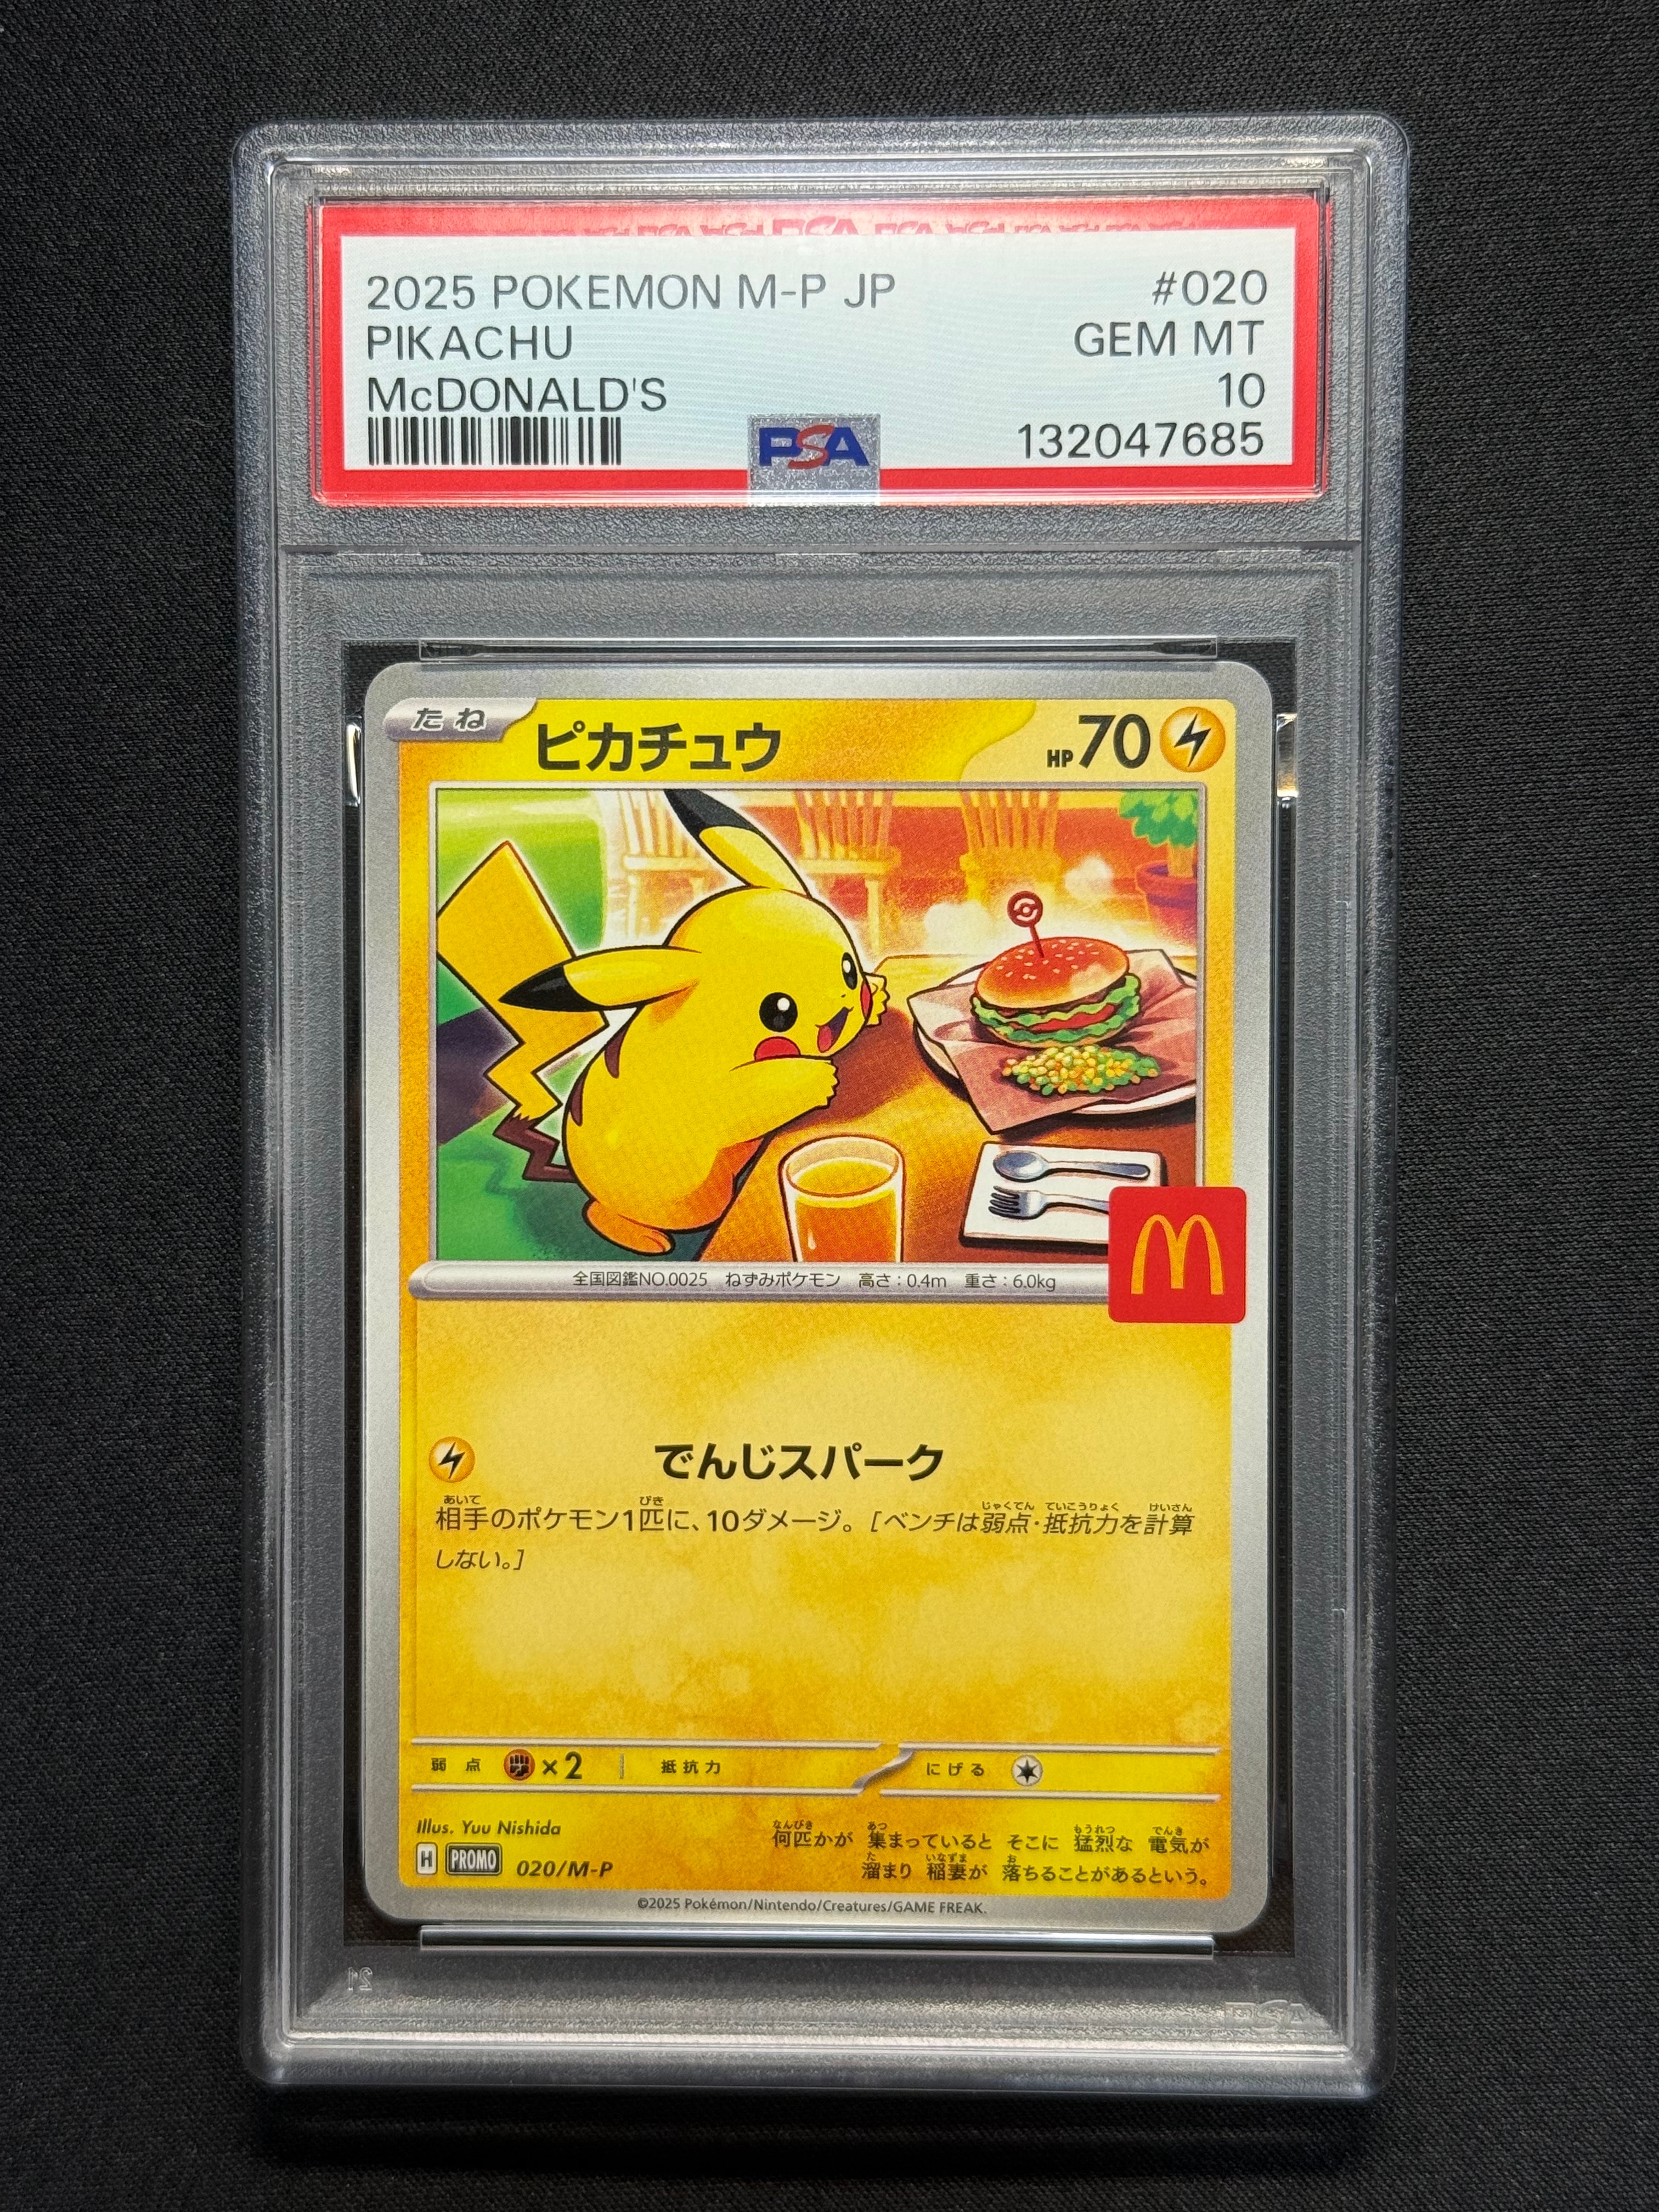 2025 POKEMON M-P JP #020
PIKACHU GEM MT
McDONALD'S 10
PSA 132047685
たね ピカチュウ HP70
M
全国図鑑NO.0025 ねずみポケモン 高さ:0.4m 重さ:6.0kg
でんじスパーク
相手のポケモン1匹に、10ダメージ。[ベンチは弱点・抵抗力を計算
しない。]
弱点 ×2 抵抗力 にげる
Illus. Yuu Nishida
H PROMO 020/M-P
何匹かが 集まっていると そこに 猛烈な 電気が
溜まり 稲妻が 落ちることがあるという。
©2025 Pokémon/Nintendo/Creatures/GAME FREAK.